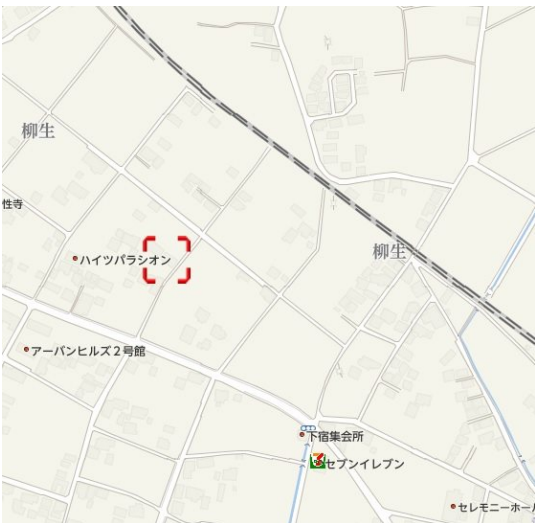 柳生
性寺
柳生
ハイツパラシオン
アーバンヒルズ2号館
下宿集会所
セブンイレブン
セレモニーホール